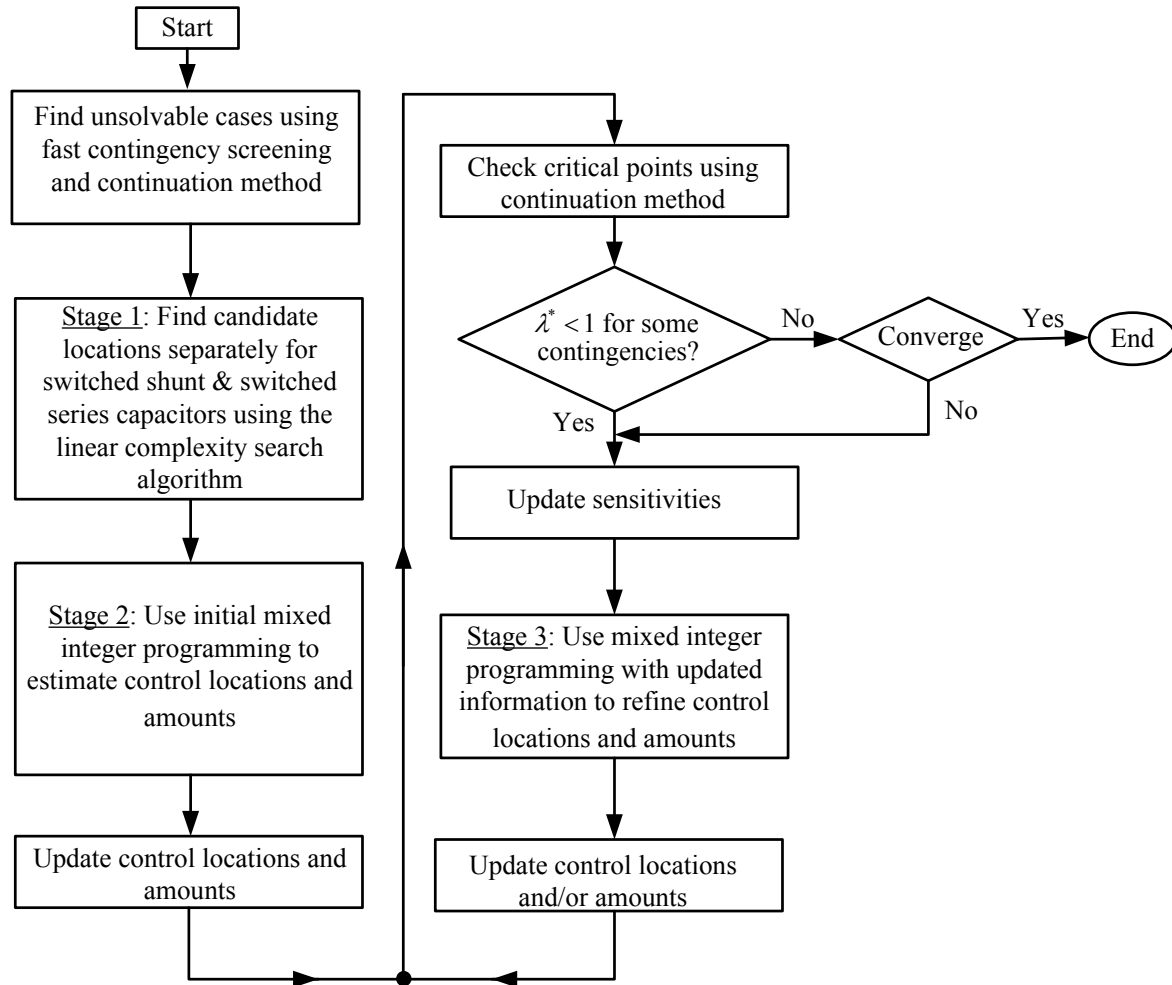 Start
Find unsolvable cases using
fast contingency screening
and continuation method
Stage 1: Find candidate
locations separately for
switched shunt & switched
series capacitors using the
linear complexity search
algorithm
Stage 2: Use initial mixed
integer programming to
estimate control locations and
amounts
Update control locations and
amounts
Check critical points using
continuation method
λ* < 1 for some
contingencies?
No
Converge
Yes
End
Yes
No
Update sensitivities
Stage 3: Use mixed integer
programming with updated
information to refine control
locations and amounts
Update control locations
and/or amounts